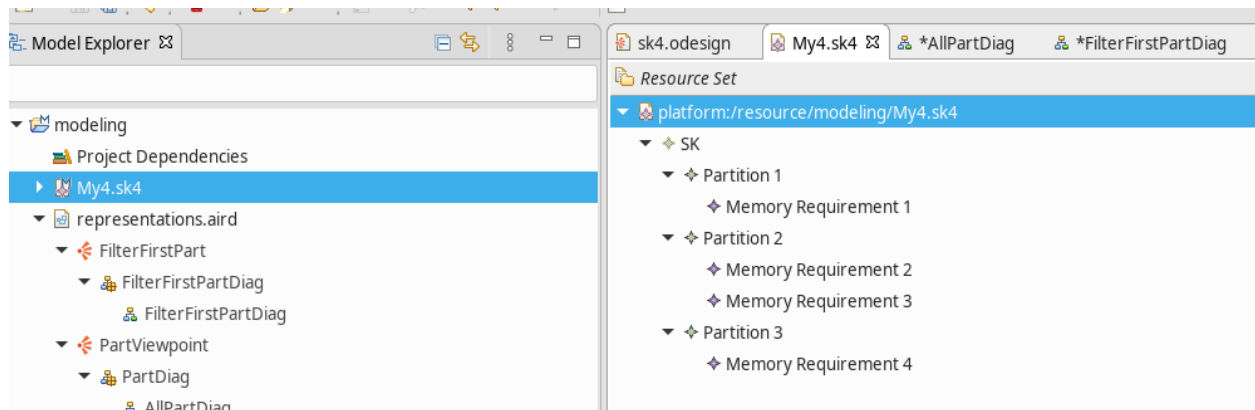 Model Explorer
modeling
Project Dependencies
My4.sk4
representations.aird
FilterFirstPart
FilterFirstPartDiag
FilterFirstPartDiag
PartViewpoint
PartDiag
AllPartDiag
sk4.odesign
My4.sk4
*AllPartDiag
*FilterFirstPartDiag
Resource Set
platform:/resource/modeling/My4.sk4
SK
Partition 1
Memory Requirement 1
Partition 2
Memory Requirement 2
Memory Requirement 3
Partition 3
Memory Requirement 4